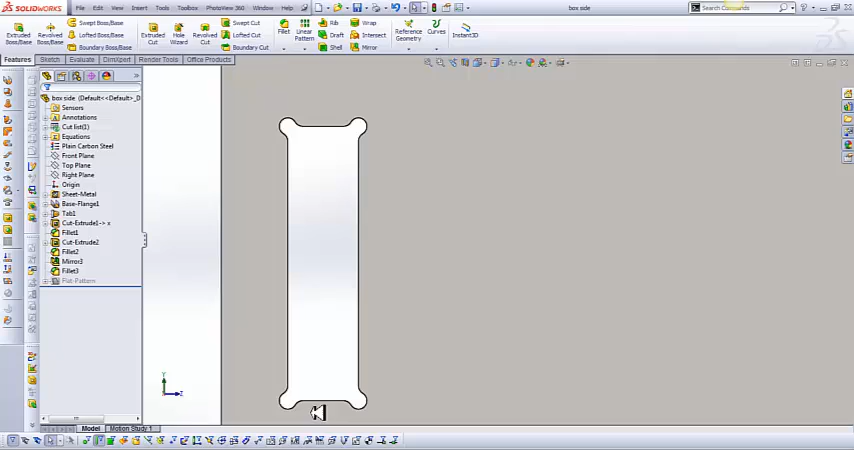 SOLIDWORKS File Edit View Insert Tools Toolbox PhotoView 360 Window Help box side Search Commands
Extruded Boss/Base
Revolved Boss/Base
Swept Boss/Base
Lofted Boss/Base
Boundary Boss/Base
Extruded Cut
Hole Wizard
Revolved Cut
Swept Cut
Lofted Cut
Boundary Cut
Fillet
Linear Pattern
Rib
Draft
Shell
Wrap
Intersect
Mirror
Reference Geometry
Curves
Instant3D
Features Sketch Evaluate DimXpert Render Tools Office Products
box side (Default<<Default>_D
Sensors
Annotations
Cut list(1)
Equations
Plain Carbon Steel
Front Plane
Top Plane
Right Plane
Origin
Sheet-Metal
Base-Flange1
Tab1
Cut-Extrude1-> x
Fillet1
Cut-Extrude2
Fillet2
Mirror3
Fillet3
Flat-Pattern
Y
Z
Model Motion Study 1